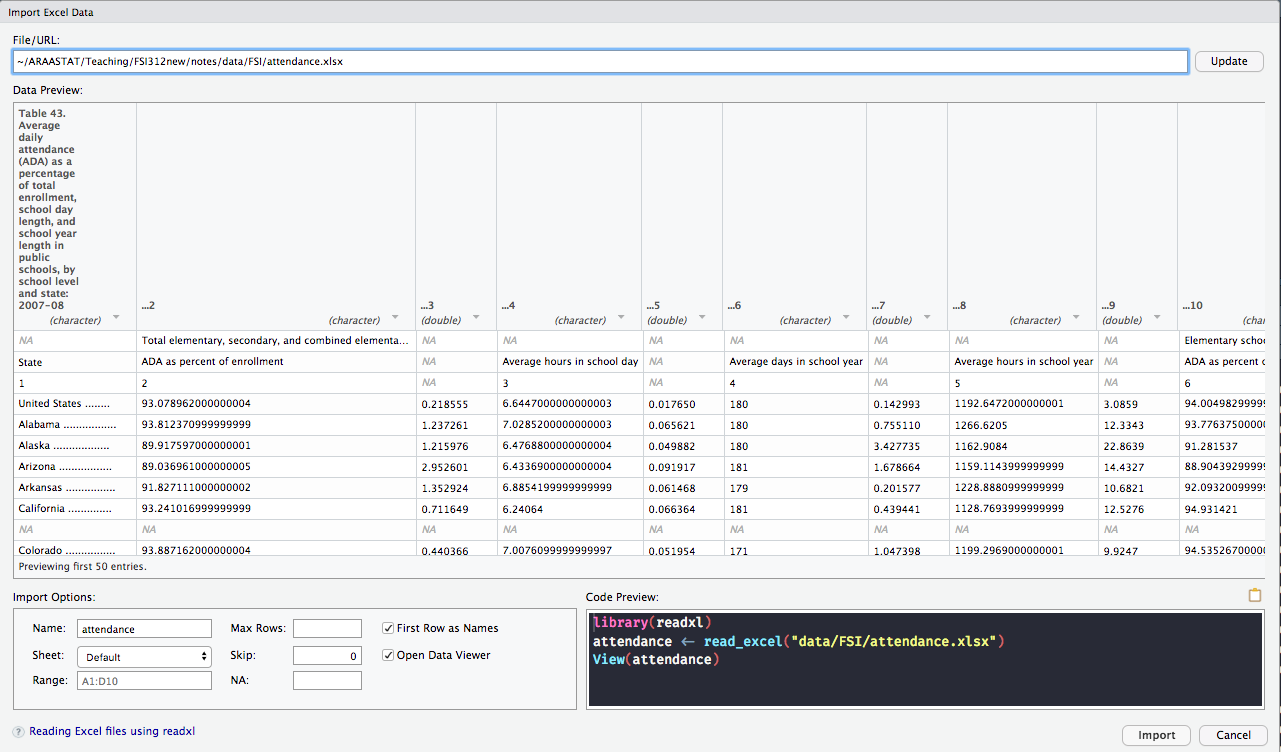 Import Excel Data
File/URL:
~/ARAASTAT/Teaching/FSI312new/notes/data/FSI/attendance.xlsx
Update
Data Preview:
Table 43.
Average
daily
attendance
(ADA) as a
percentage
of total
enrollment,
school day
length, and
school year
length in
public
schools, by
school level
and state:
2007-08 ...2 ...3 ...4 ...5 ...6 ...7 ...8 ...9 ...10
(character) (character) (double) (character) (double) (character) (double) (character) (double) (char
NA Total elementary, secondary, and combined elementa... NA NA NA NA NA NA NA Elementary schoo
State ADA as percent of enrollment NA Average hours in school day NA Average days in school year NA Average hours in school year NA ADA as percent o
1 2 NA 3 NA 4 NA 5 NA 6
United States ........ 93.078962000000004 0.218555 6.6447000000000003 0.017650 180 0.142993 1192.6472000000001 3.0859 94.00498299999
Alabama ................. 93.812370999999999 1.237261 7.0285200000000003 0.065621 180 0.755110 1266.6205 12.3343 93.77637500000
Alaska .................. 89.917597000000001 1.215976 6.4768800000000004 0.049882 180 3.427735 1162.9084 22.8639 91.281537
Arizona ................. 89.036961000000005 2.952601 6.4336900000000004 0.091917 181 1.678664 1159.1143999999999 14.4327 88.90439299999
Arkansas ................ 91.827111000000002 1.352924 6.8854199999999999 0.061468 179 0.201577 1228.8880999999999 10.6821 92.09320099999
California .............. 93.241016999999999 0.711649 6.24064 0.066364 181 0.439441 1128.7693999999999 12.5276 94.931421
NA NA NA NA NA NA NA NA NA NA
Colorado ................ 93.887162000000004 0.440366 7.0076099999999997 0.051954 171 1.047398 1199.2969000000001 9.9247 94.53526700000
Previewing first 50 entries.
Import Options:
Name: attendance
Sheet: Default
Range: A1:D10
Max Rows:
Skip: 0
NA:
First Row as Names
Open Data Viewer
Code Preview:
library(readxl)
attendance <- read_excel("data/FSI/attendance.xlsx")
View(attendance)
? Reading Excel files using readxl
Import
Cancel